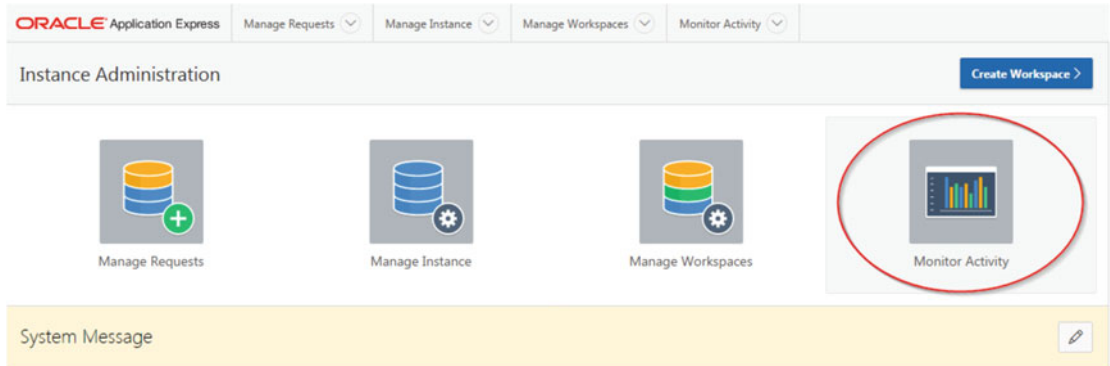 ORACLE Application Express Manage Requests Manage Instance Manage Workspaces Monitor Activity
Instance Administration Create Workspace >
Manage Requests Manage Instance Manage Workspaces Monitor Activity
System Message